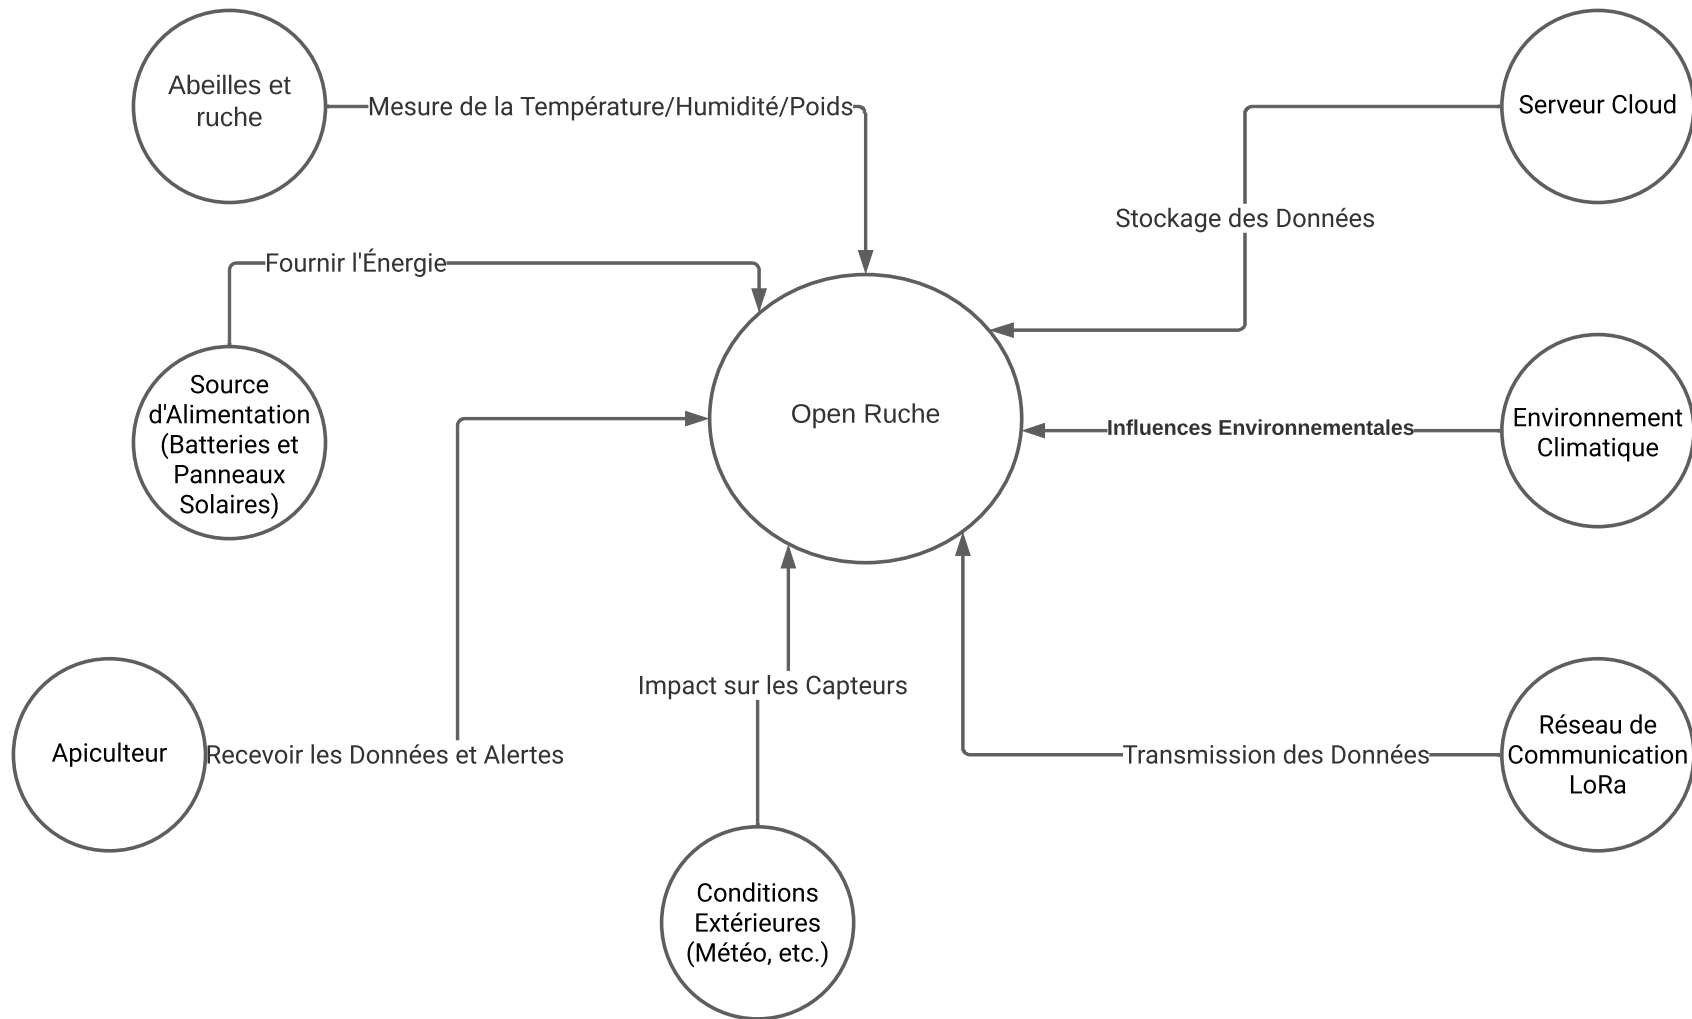 Abeilles et
ruche
Mesure de la Température/Humidité/Poids
Serveur Cloud
Stockage des Données
Fournir l'Énergie
Source
d'Alimentation
(Batteries et
Panneaux
Solaires)
Open Ruche
Influences Environnementales
Environnement
Climatique
Impact sur les Capteurs
Apiculteur
Recevoir les Données et Alertes
Transmission des Données
Réseau de
Communication
LoRa
Conditions
Extérieures
(Météo, etc.)